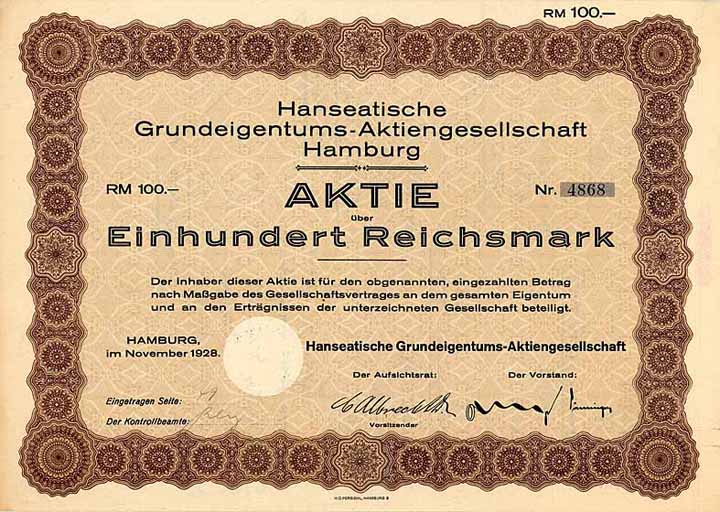 RM 100.—
Hanseatische
Grundeigentums-Aktiengesellschaft
Hamburg
RM 100.— AKTIE Nr. 4868
über
Einhundert Reichsmark
Der Inhaber dieser Aktie ist für den obgenannten, eingezahlten Betrag
nach Maßgabe des Gesellschaftsvertrages an dem gesamten Eigentum
und an den Erträgnissen der unterzeichneten Gesellschaft beteiligt.
HAMBURG,
im November 1928.
Hanseatische Grundeigentums-Aktiengesellschaft
Der Aufsichtsrat: Der Vorstand:
Eingetragen Seite:
Der Kontrollbeamte:
Vorsitzender